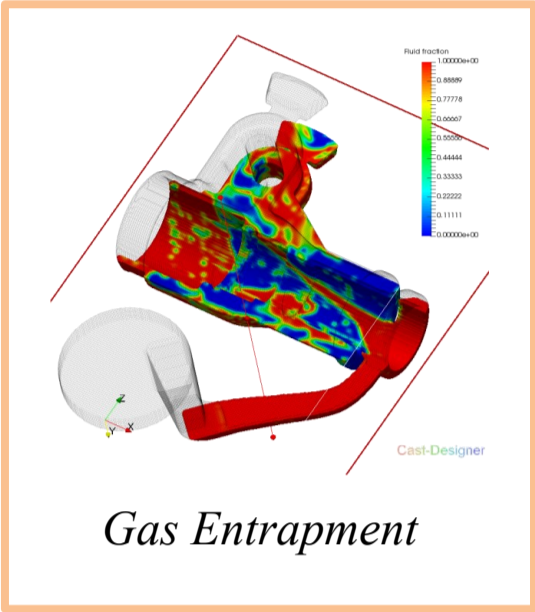 Fluid fraction
1.00000e+00
0.88889
0.77778
0.66667
0.55556
0.44444
0.33333
0.22222
0.11111
0.00000e+00
Z
Y
X
Cast-Designer
Gas Entrapment